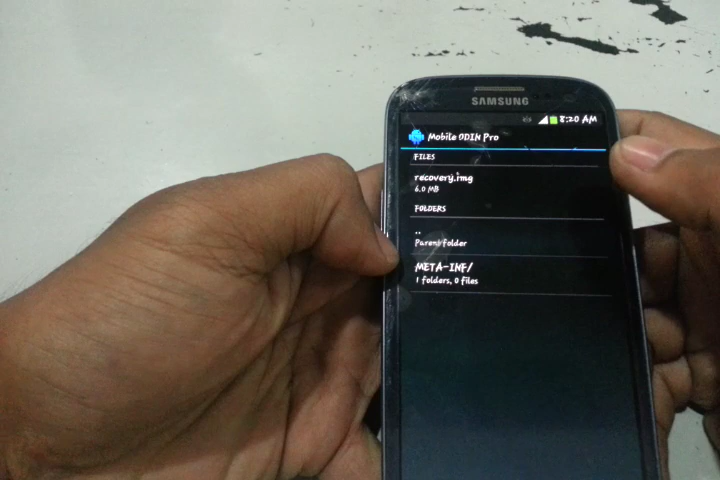 SAMSUNG
8:20 AM
Mobile ODIN Pro
FILES
recovery.img
6.0 MB
FOLDERS
..
Parent folder
META-INF/
1 folders, 0 files